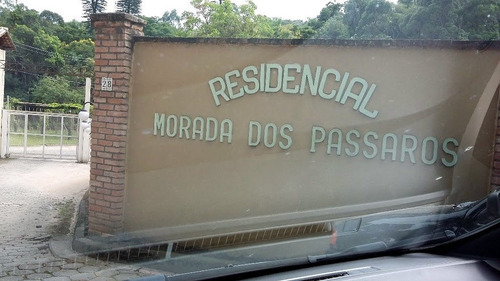 RESIDENCIAL
MORADA DOS PASSAROS
28